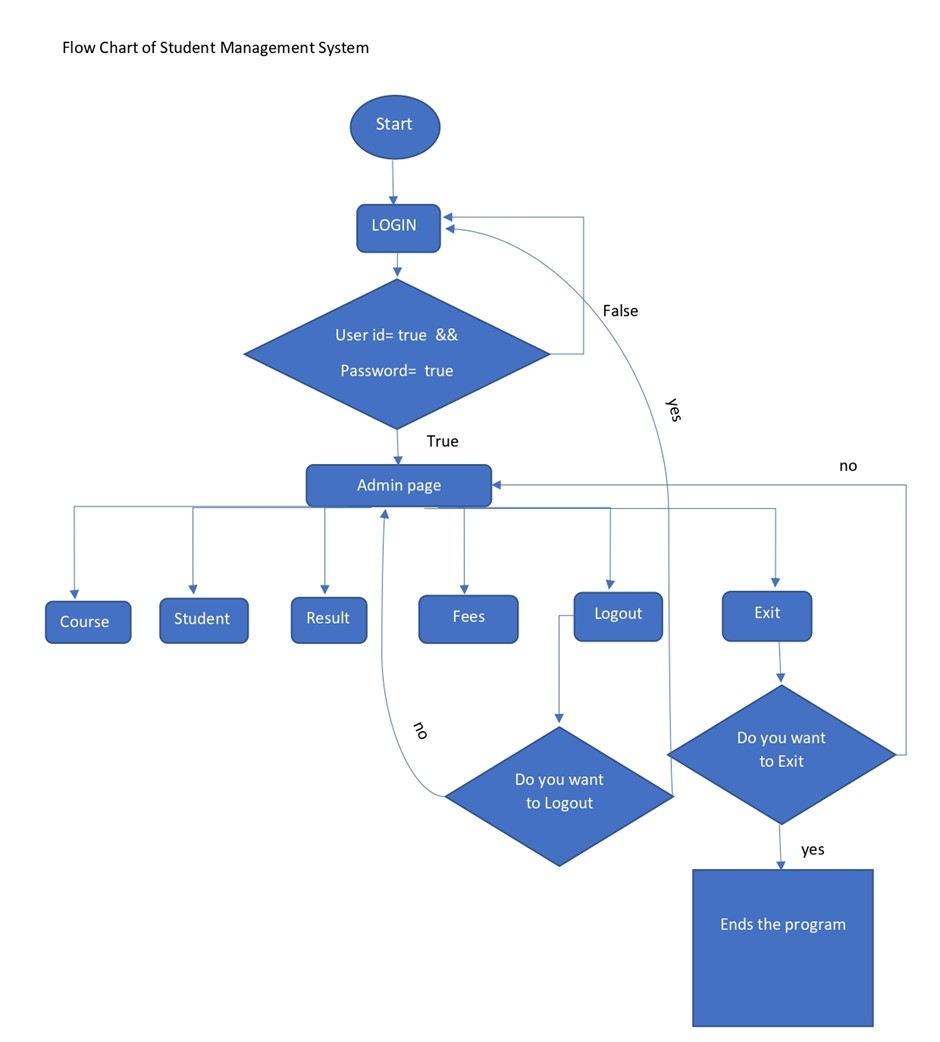 Flow Chart of Student Management System
Start
LOGIN
False
User id= true  &&
Password=  true
yes
True
no
Admin page
Course
Student
Result
Fees
Logout
Exit
no
Do you want
to Exit
Do you want
to Logout
yes
Ends the program